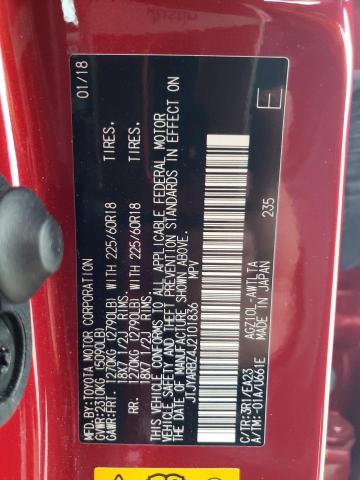 MFD.BY:TOYOTA MOTOR CORPORATION 01/18
GVWR:2310KG (5093LB)
GAWR:FRT. 1270KG (2790LB) WITH 225/60R18 TIRES.
18X7 1/2J RIMS.
RR. 1270KG (2790LB) WITH 225/60R18 TIRES.
18X7 1/2J RIMS.
THIS VEHICLE CONFORMS TO ALL APPLICABLE FEDERAL MOTOR
VEHICLE SAFETY AND THEFT PREVENTION STANDARDS IN EFFECT
ON THE DATE OF MANUFACTURE SHOWN ABOVE.
MPV
C/TR:3R1/EA23 AGZ10L-AWTLTA 235
A/TM:-01A/U661E MADE IN JAPAN
E